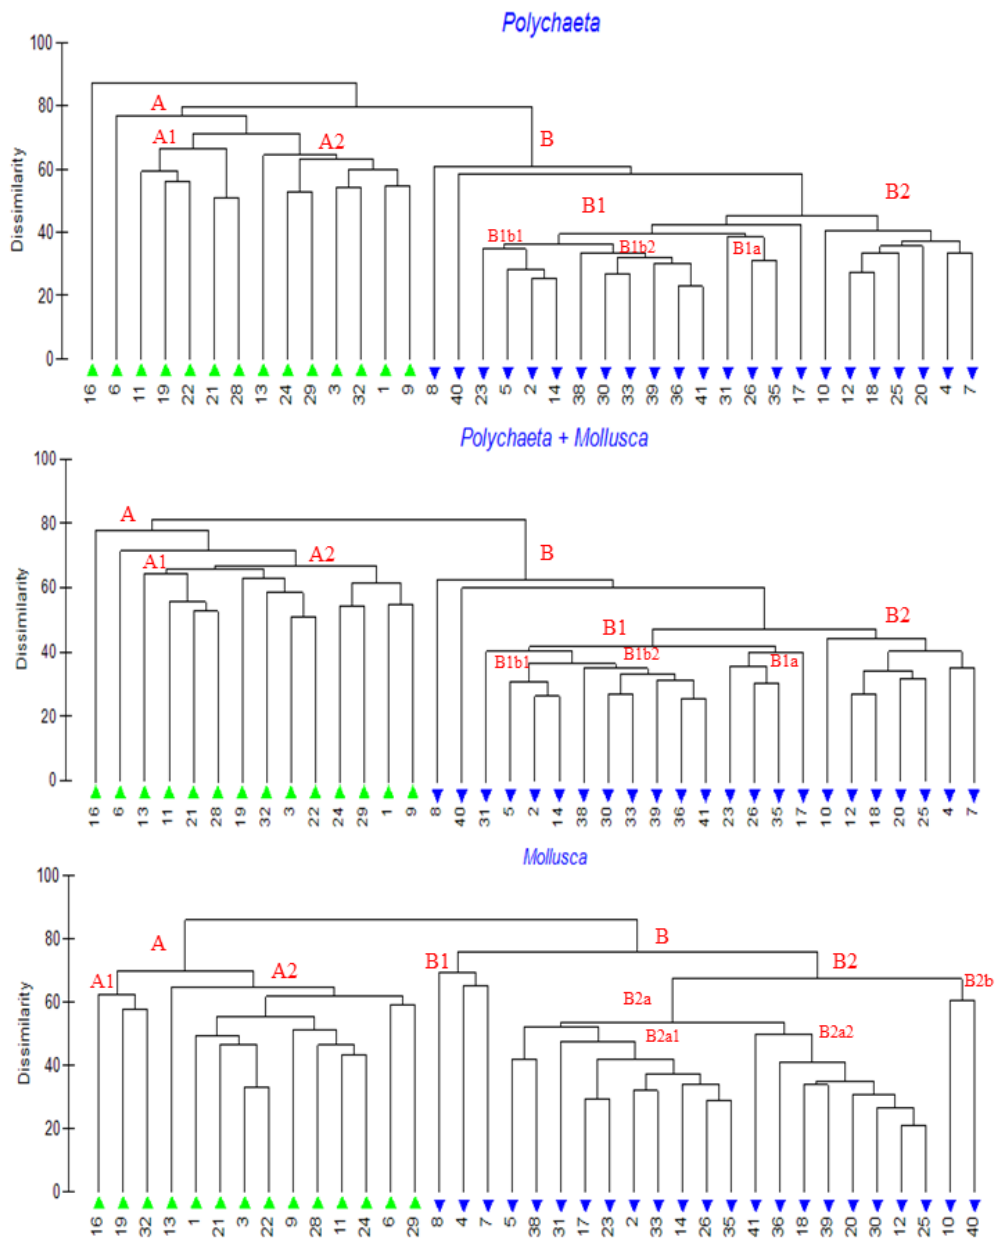 Polychaeta
100
80
60
40
20
0
Dissimilarity
A
A1
A2
B
B1
B2
B1b1
B1b2
B1a
16 6 11 19 22 21 28 13 24 29 3 32 1 9 8 40 23 5 2 14 38 30 33 39 36 41 31 26 35 17 10 12 18 25 20 4 7
Polychaeta + Mollusca
100
80
60
40
20
0
Dissimilarity
A
A1
A2
B
B1
B2
B1b1
B1b2
B1a
16 6 13 11 21 28 19 32 3 22 24 29 1 9 8 40 31 5 2 14 38 30 33 39 36 41 23 26 35 17 10 12 18 20 25 4 7
Mollusca
100
80
60
40
20
0
Dissimilarity
A
B
A1
A2
B1
B2
B2b
B2a
B2a1
B2a2
16 19 32 13 1 21 3 22 9 28 11 24 6 29 8 4 7 5 38 31 17 23 2 33 14 26 35 41 36 18 39 20 30 12 25 10 40